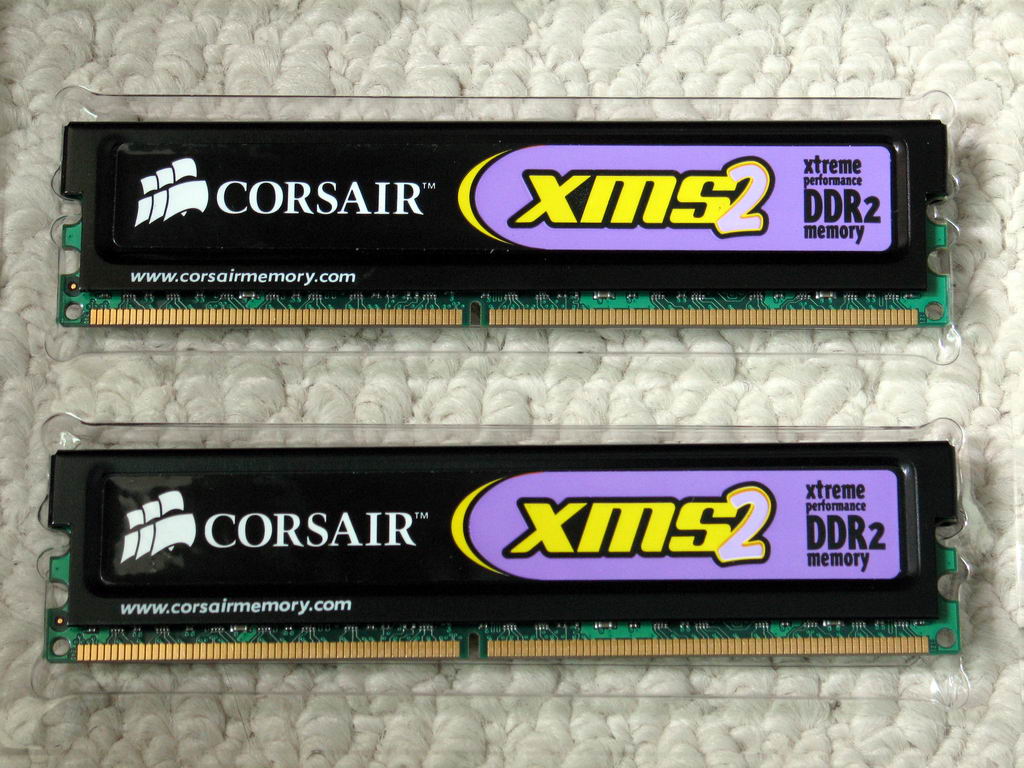 CORSAIR™
xms2
xtreme
performance
DDR2
memory
www.corsairmemory.com
CORSAIR™
xms2
xtreme
performance
DDR2
memory
www.corsairmemory.com